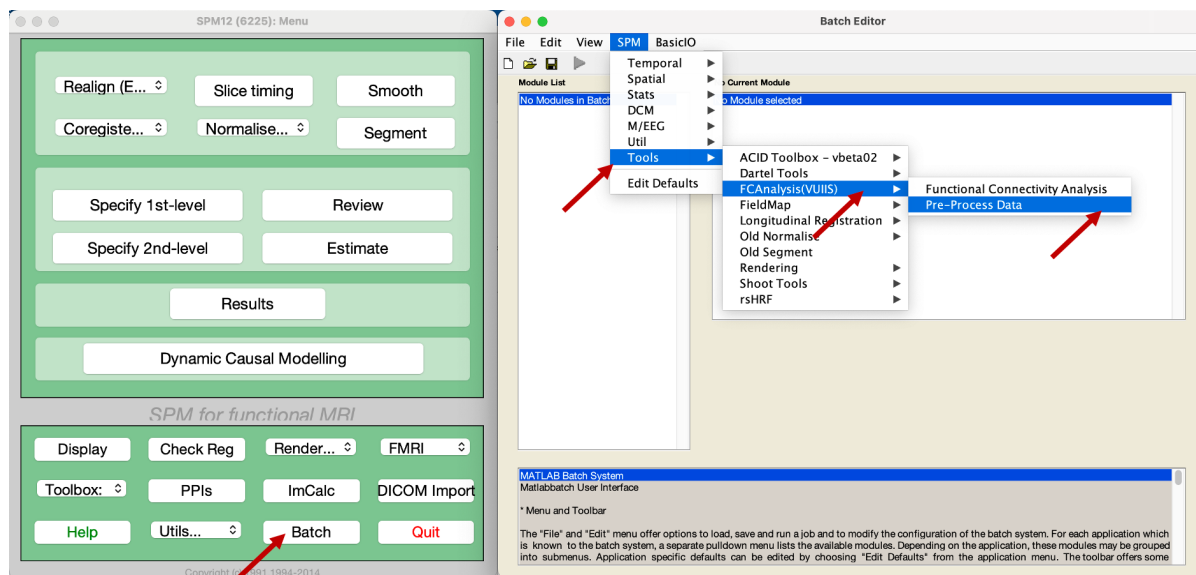 SPM12 (6225): Menu
Realign (E...
Slice timing
Smooth
Coregiste...
Normalise...
Segment
Specify 1st-level
Review
Specify 2nd-level
Estimate
Results
Dynamic Causal Modelling
SPM for functional MRI
Display
Check Reg
Render...
FMRI
Toolbox:
PPIs
ImCalc
DICOM Import
Help
Utils...
Batch
Quit
Batch Editor
File Edit View SPM BasicIO
Module List
Current Module
No Modules in Batch
Module selected
Temporal
Spatial
Stats
DCM
M/EEG
Util
Tools
Edit Defaults
ACID Toolbox - vbeta02
Dartel Tools
FCAnalysis(VUIIS)
FieldMap
Longitudinal Registration
Old Normalise
Old Segment
Rendering
Shoot Tools
rsHRF
Functional Connectivity Analysis
Pre-Process Data
MATLAB Batch System
Matlabbatch User Interface
* Menu and Toolbar
The "File" and "Edit" menu offer options to load, save and run a job and to modify the configuration of the batch system. For each application which
is known to the batch system, a separate pulldown menu lists the available modules. Depending on the application, these modules may be grouped
into submenus. Application specific defaults can be edited by choosing "Edit Defaults" from the application menu. The toolbar offers some